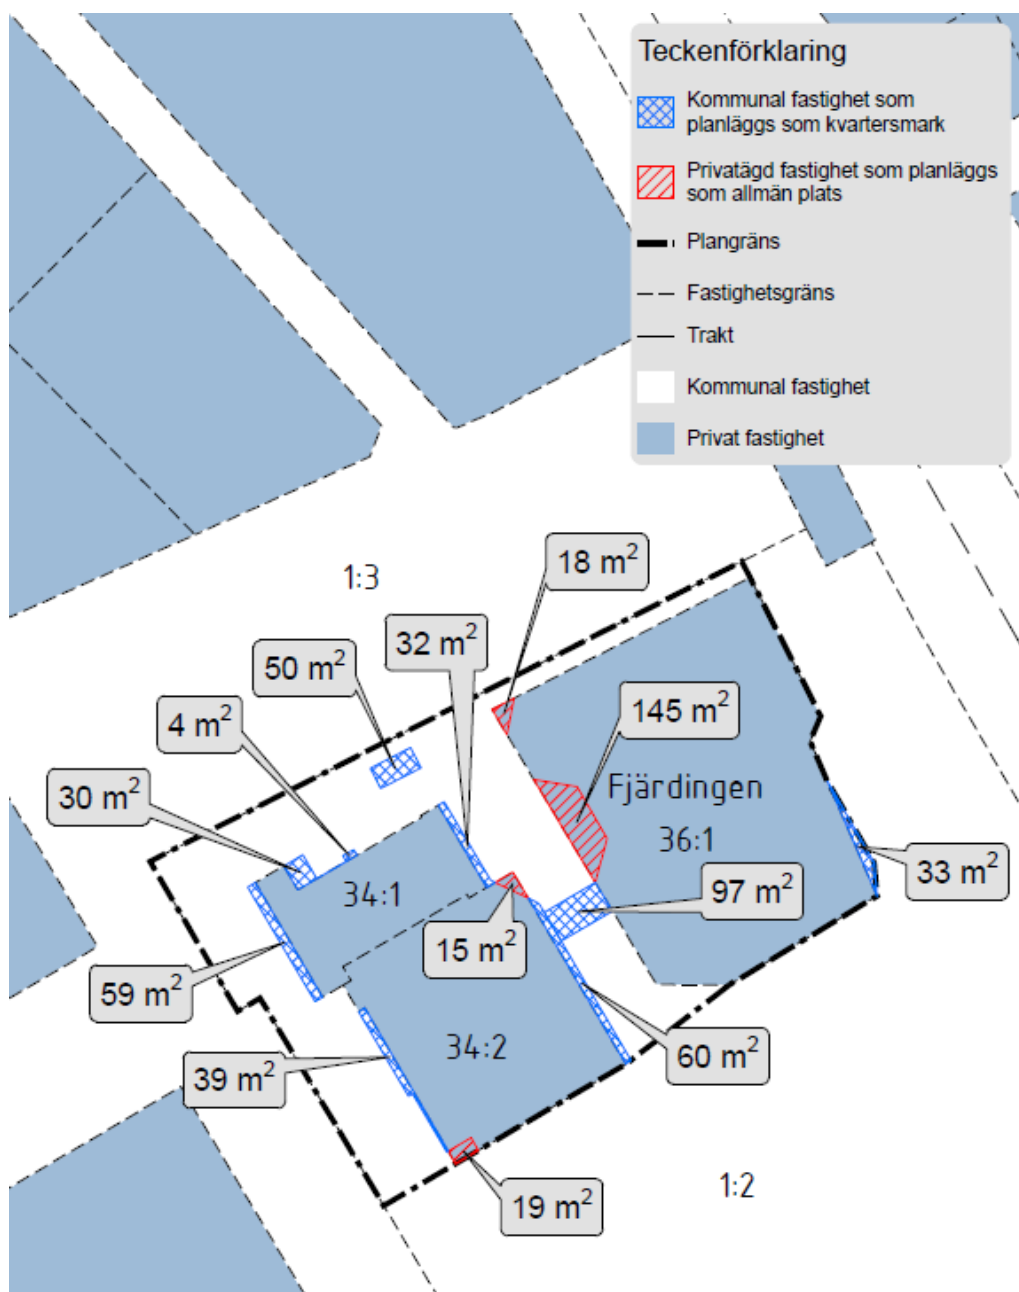 Teckenförklaring
Kommunal fastighet som
planläggs som kvartersmark
Privatägd fastighet som planläggs
som allmän plats
Plangräns
Fastighetsgräns
Trakt
Kommunal fastighet
Privat fastighet
18 m²
1:3
32 m²
50 m²
4 m²
145 m²
30 m²
Fjärdingen
36:1
33 m²
34:1
97 m²
15 m²
59 m²
34:2
60 m²
39 m²
1:2
19 m²